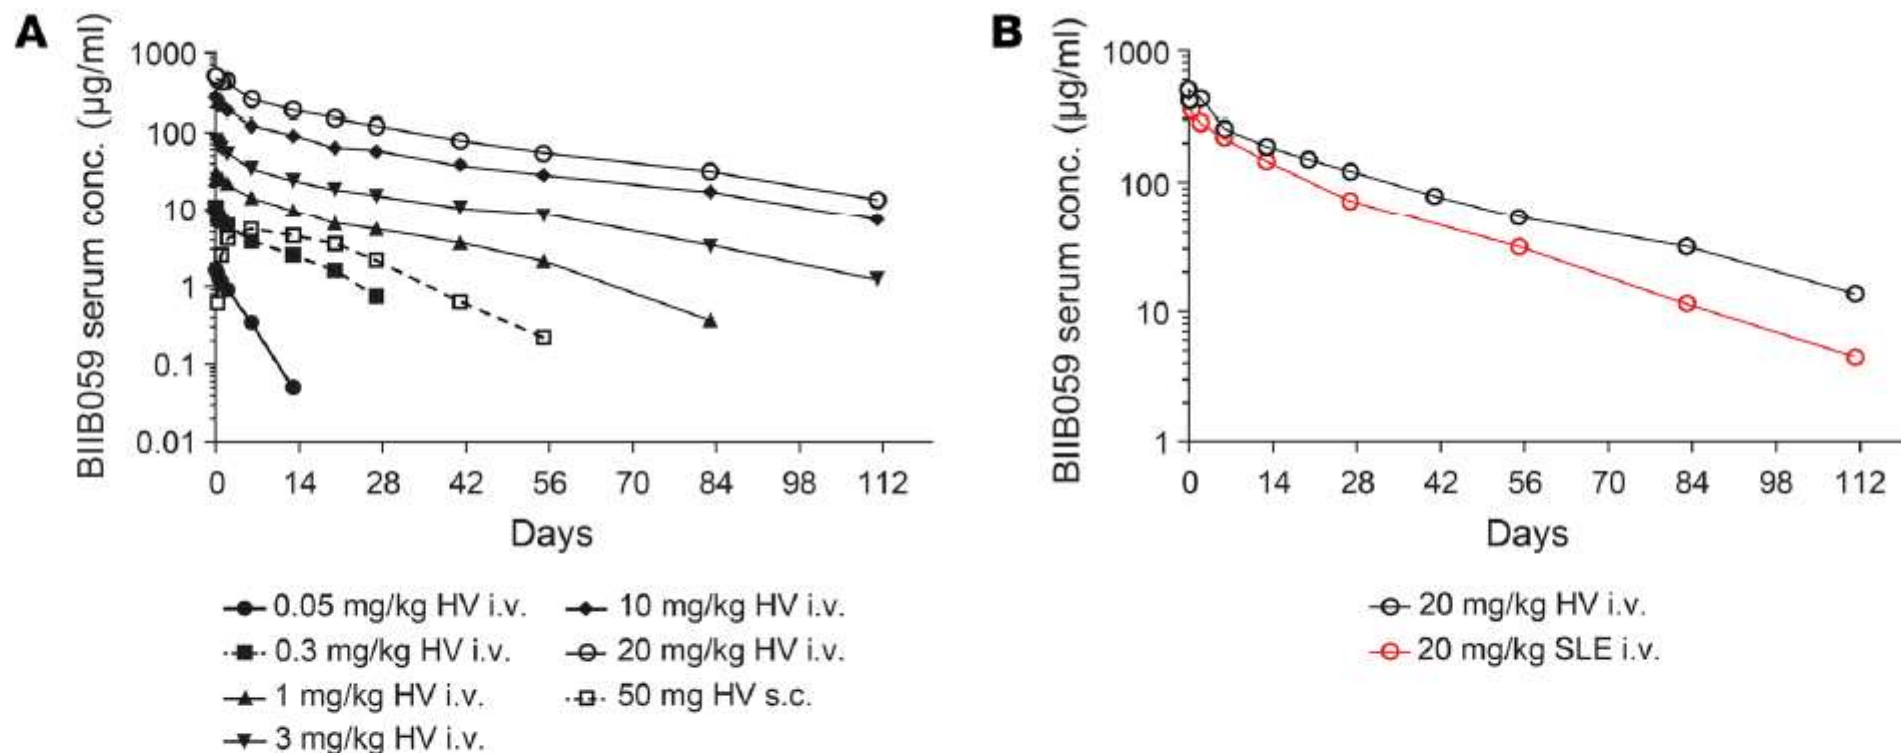 A
BIIB059 serum conc. (µg/ml)
1000
100
10
1
0.1
0.01
0 14 28 42 56 70 84 98 112
Days
0.05 mg/kg HV i.v.
0.3 mg/kg HV i.v.
1 mg/kg HV i.v.
3 mg/kg HV i.v.
10 mg/kg HV i.v.
20 mg/kg HV i.v.
50 mg HV s.c.
B
BIIB059 serum conc. (µg/ml)
1000
100
10
1
0 14 28 42 56 70 84 98 112
Days
20 mg/kg HV i.v.
20 mg/kg SLE i.v.